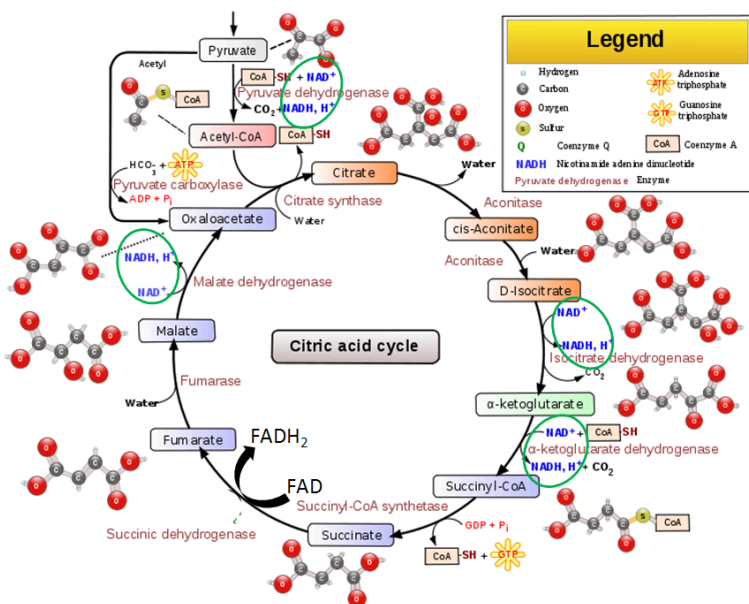 Legend
Hydrogen
Carbon
Oxygen
Sulfur
Q Coenzyme Q
NADH Nicotinamide adenine dinucleotide
Pyruvate dehydrogenase Enzyme
ATP Adenosine triphosphate
GTP Guanosine triphosphate
CoA Coenzyme A
Pyruvate
Acetyl
S CoA
CoA-SH + NAD+
Pyruvate dehydrogenase
CO2+NADH, H+
Acetyl-CoA
CoA-SH
HCO3- + ATP
Pyruvate carboxylase
ADP + Pi
Citrate
Citrate synthase
Water
Oxaloacetate
Water
Aconitase
cis-Aconitate
Aconitase
Water
D-Isocitrate
NAD+
NADH, H+
Isocitrate dehydrogenase
CO2
α-ketoglutarate
NAD++ CoA-SH
α-ketoglutarate dehydrogenase
NADH, H++ CO2
Succinyl-CoA
S CoA
Succinyl-CoA synthetase
GDP + Pi
CoA-SH + GTP
Succinate
Succinic dehydrogenase
FAD
FADH2
Fumarate
Water
Fumarase
Malate
NAD+
Malate dehydrogenase
NADH, H+
Citric acid cycle